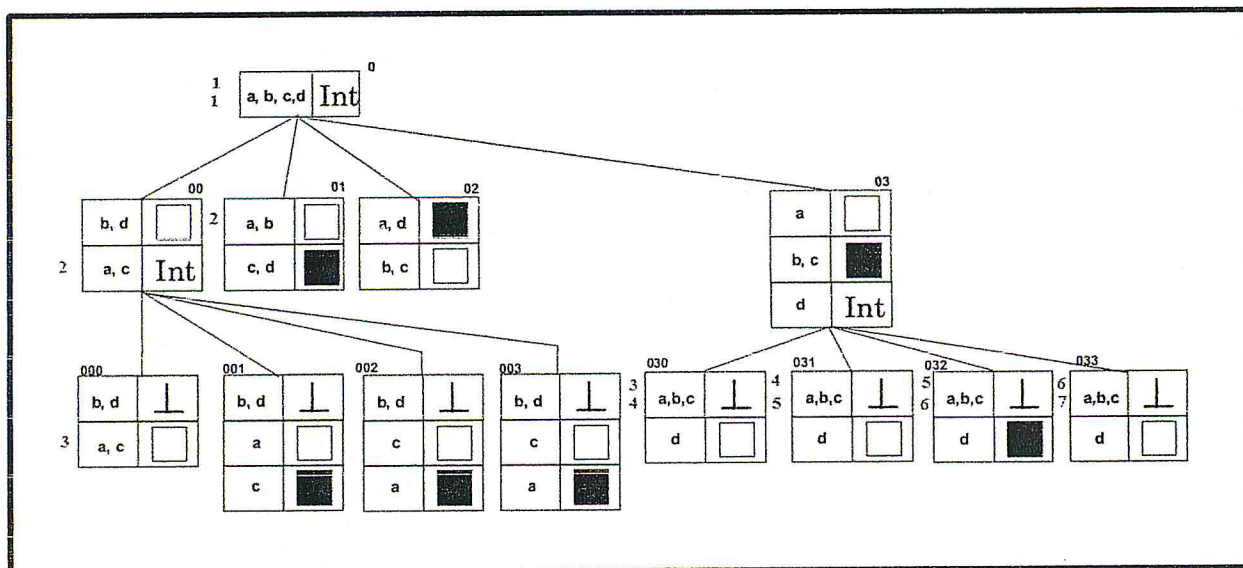 0
1
1
a, b, c,d Int
00
01
02
03
b, d
2
a, b
a, d
a
2
a, c Int
c, d
b, c
b, c
d Int
000
001
002
003
030
031
032
033
b, d ⊥
b, d ⊥
b, d ⊥
b, d ⊥
3
4
a,b,c ⊥
4
5
a,b,c ⊥
5
6
a,b,c ⊥
6
7
a,b,c ⊥
3
a, c
a
c
c
d
d
d
d
c
a
a